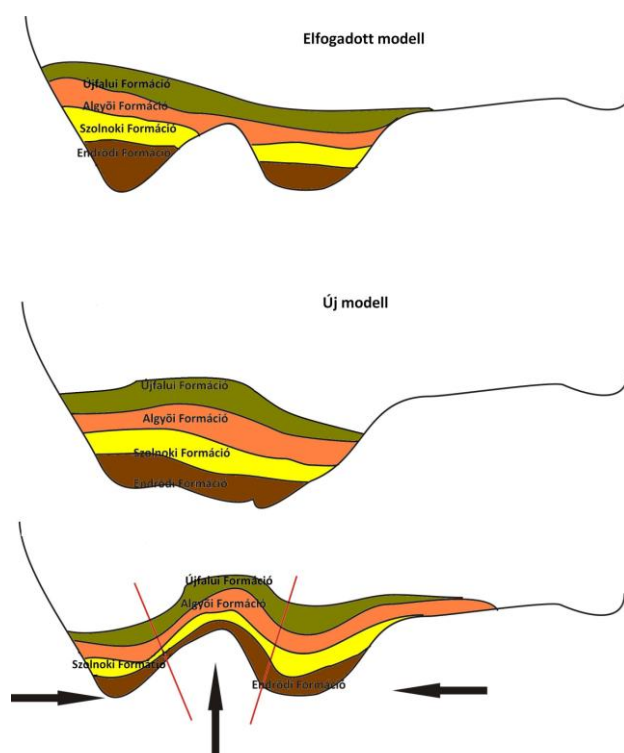 Elfogadott modell
Újfalui Formáció
Algyői Formáció
Szolnoki Formáció
Endrődi Formáció
Új modell
Újfalui Formáció
Algyői Formáció
Szolnoki Formáció
Endrődi Formáció
Újfalui Formáció
Algyői Formáció
Szolnoki Formáció
Endrődi Formáció